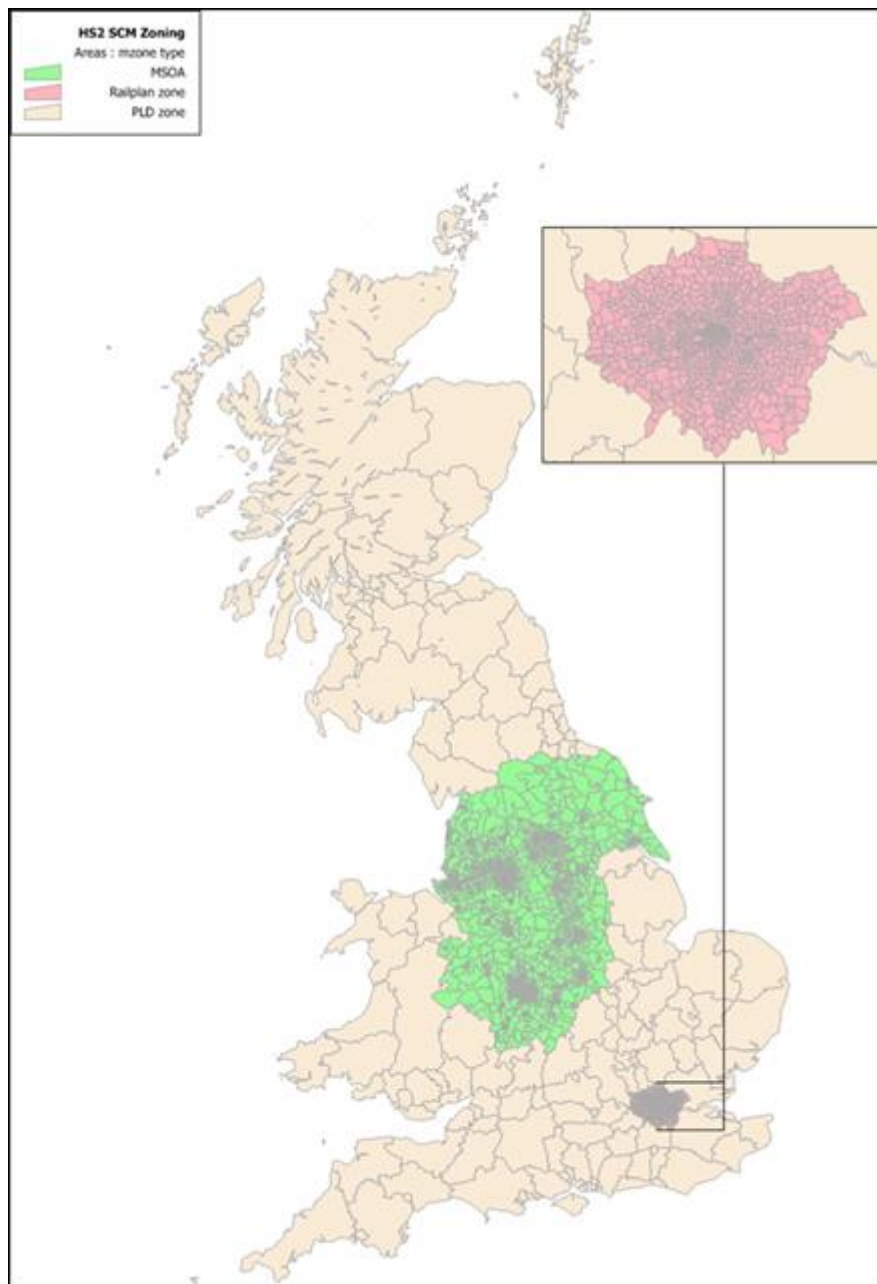 HS2 SCM Zoning
Areas : mzone type
MSOA
Railplan zone
PLD zone